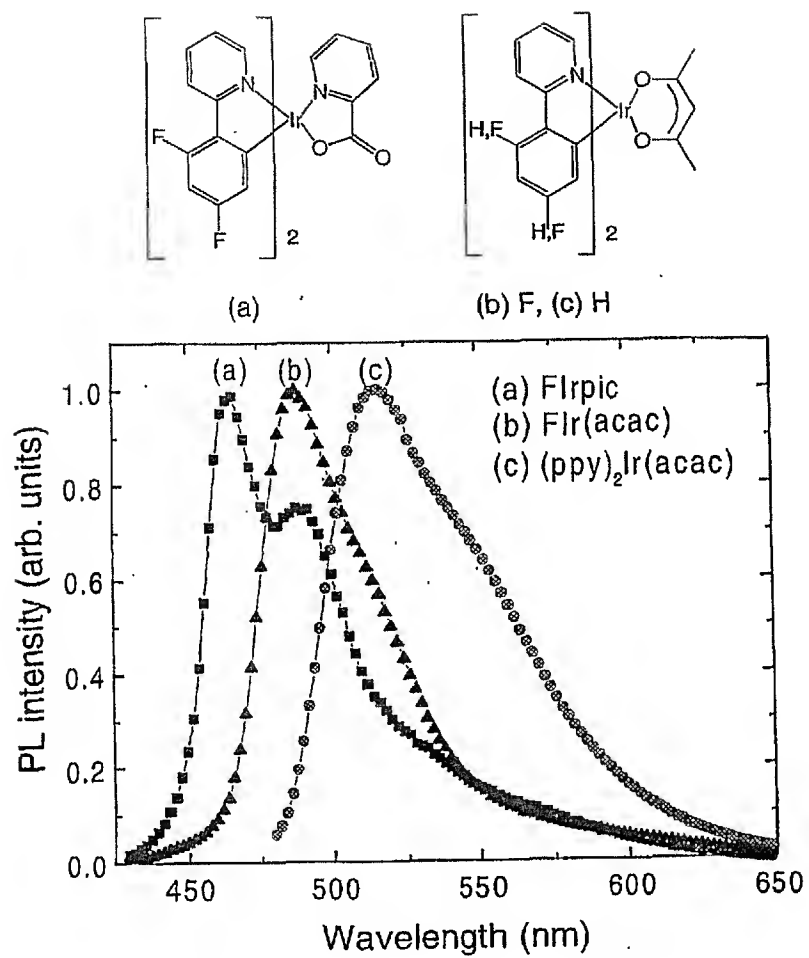 N
N
Ir
O
O
F
F
2
N
Ir
O
O
H,F
H,F
2
(a)
(b) F, (c) H
(a)
(b)
(c)
(a) FIrpic
(b) FIr(acac)
(c) (ppy)₂Ir(acac)
PL intensity (arb. units)
1.0
0.8
0.6
0.4
0.2
0.0
450
500
550
600
650
Wavelength (nm)